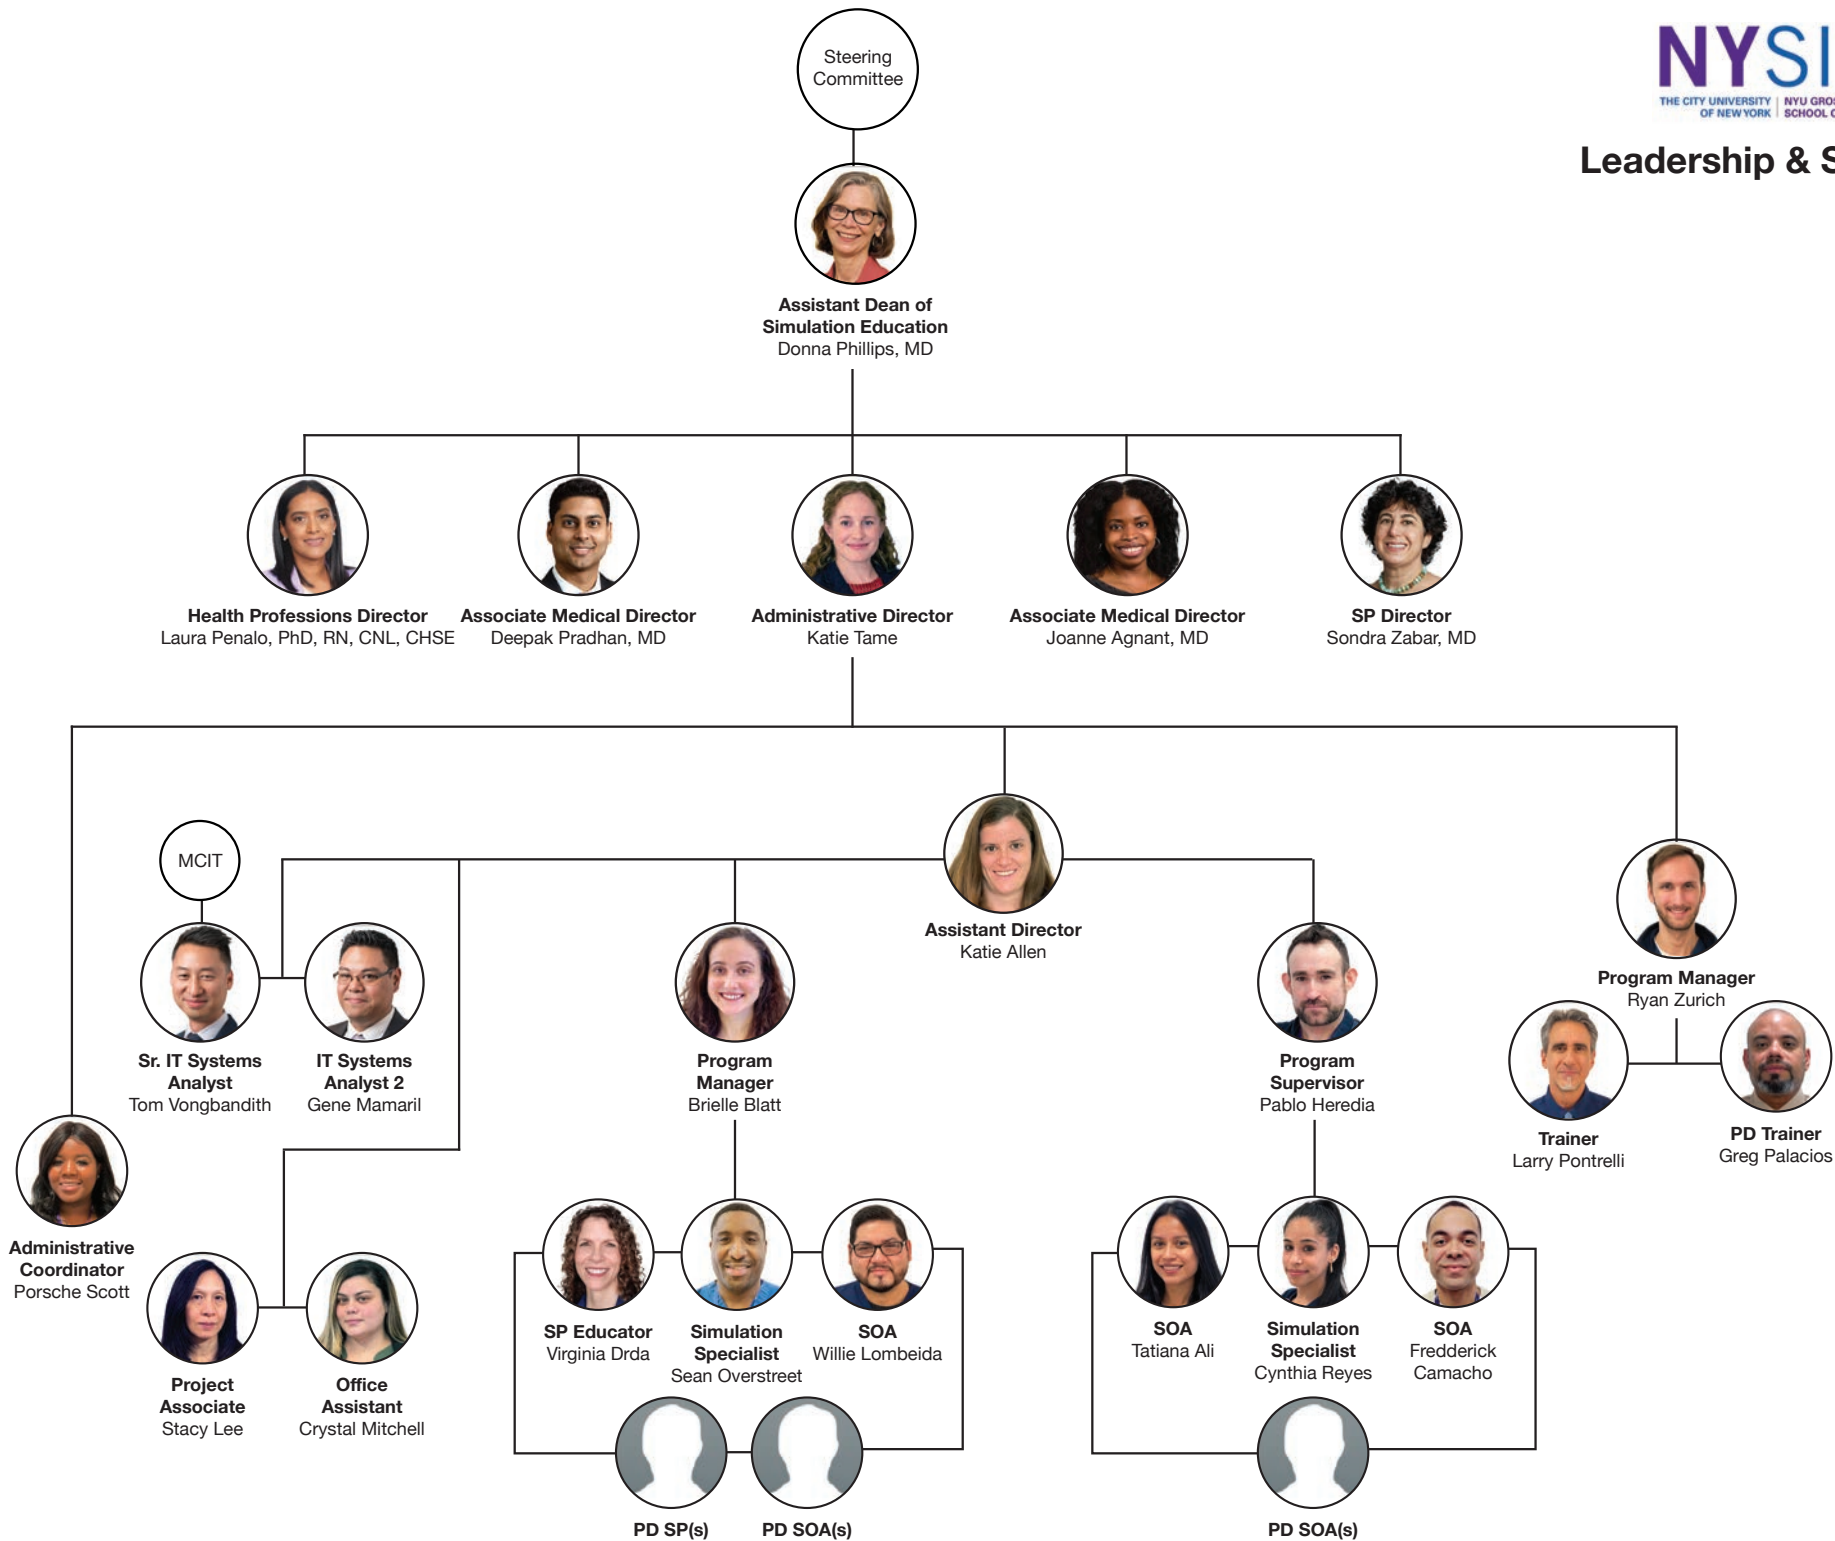 Steering
Committee
NYSI
THE CITY UNIVERSITY
OF NEW YORK
NYU
SCHOOL
Leadership &
Assistant Dean of
Simulation Education
Donna Phillips, MD
Health Professions Director
Laura Penalo, PhD, RN, CNL, CHSE
Associate Medical Director
Deepak Pradhan, MD
Administrative Director
Katie Tame
Associate Medical Director
Joanne Agnant, MD
SP Director
Sondra Zabar, MD
MCIT
Assistant Director
Katie Allen
Program Manager
Ryan Zurich
Sr. IT Systems
Analyst
Tom Vongbandith
IT Systems
Analyst 2
Gene Mamaril
Program
Manager
Brielle Blatt
Program
Supervisor
Pablo Heredia
Trainer
Larry Pontrelli
PD Trainer
Greg Palacios
Administrative
Coordinator
Porsche Scott
Project
Associate
Stacy Lee
Office
Assistant
Crystal Mitchell
SP Educator
Virginia Drda
Simulation
Specialist
Sean Overstreet
SOA
Willie Lombeida
SOA
Tatiana Ali
Simulation
Specialist
Cynthia Reyes
SOA
Fredderick
Camacho
PD SP(s)
PD SOA(s)
PD SOA(s)